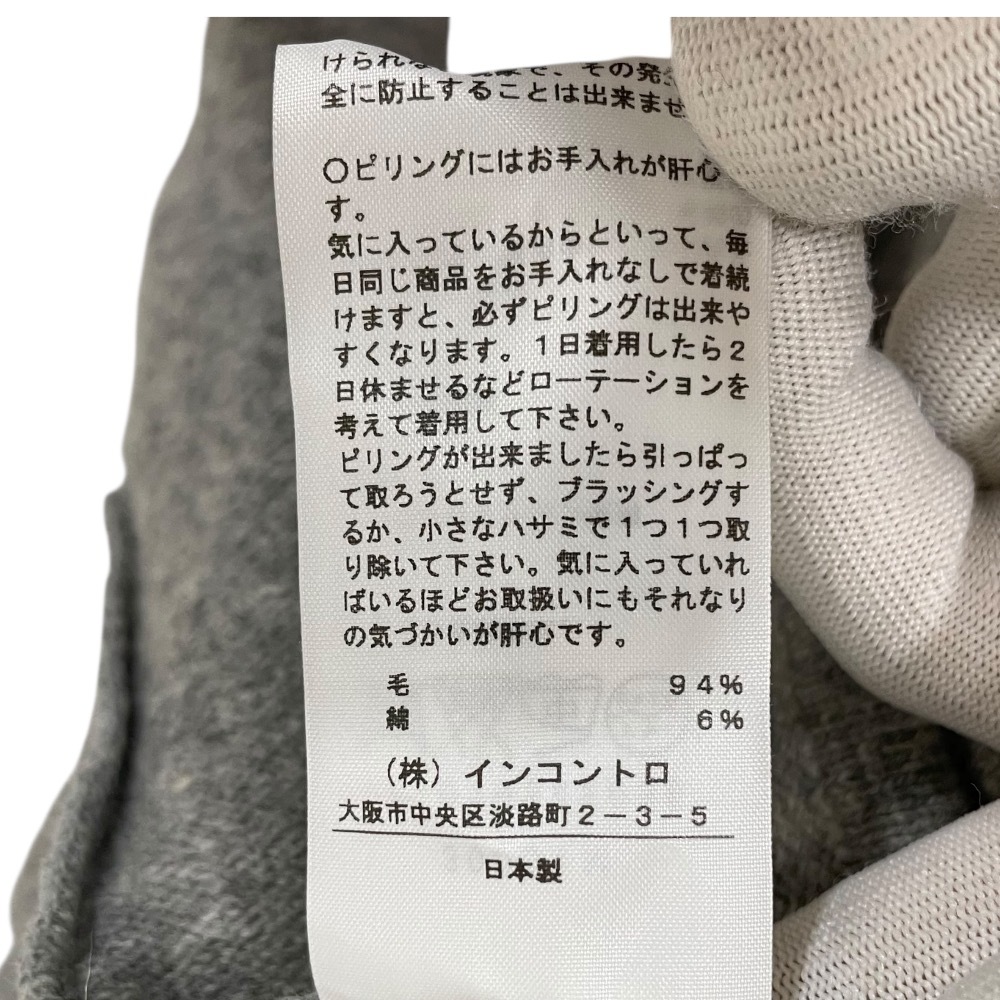 けられな 現象で、その発
全に防止することは出来ませ
○ピリングにはお手入れが肝心
す。
気に入っているからといって、毎
日同じ商品をお手入れなしで着続
けますと、必ずピリングは出来や
すくなります。1日着用したら2
日休ませるなどローテーションを
考えて着用して下さい。
ピリングが出来ましたら引っぱっ
て取ろうとせず、ブラッシングす
るか、小さなハサミで1つ1つ取
り除いて下さい。気に入っていれ
ばいるほどお取扱いにもそれなり
の気づかいが肝心です。
毛 94%
綿 6%
(株)インコントロ
大阪市中央区淡路町2-3-5
日本製